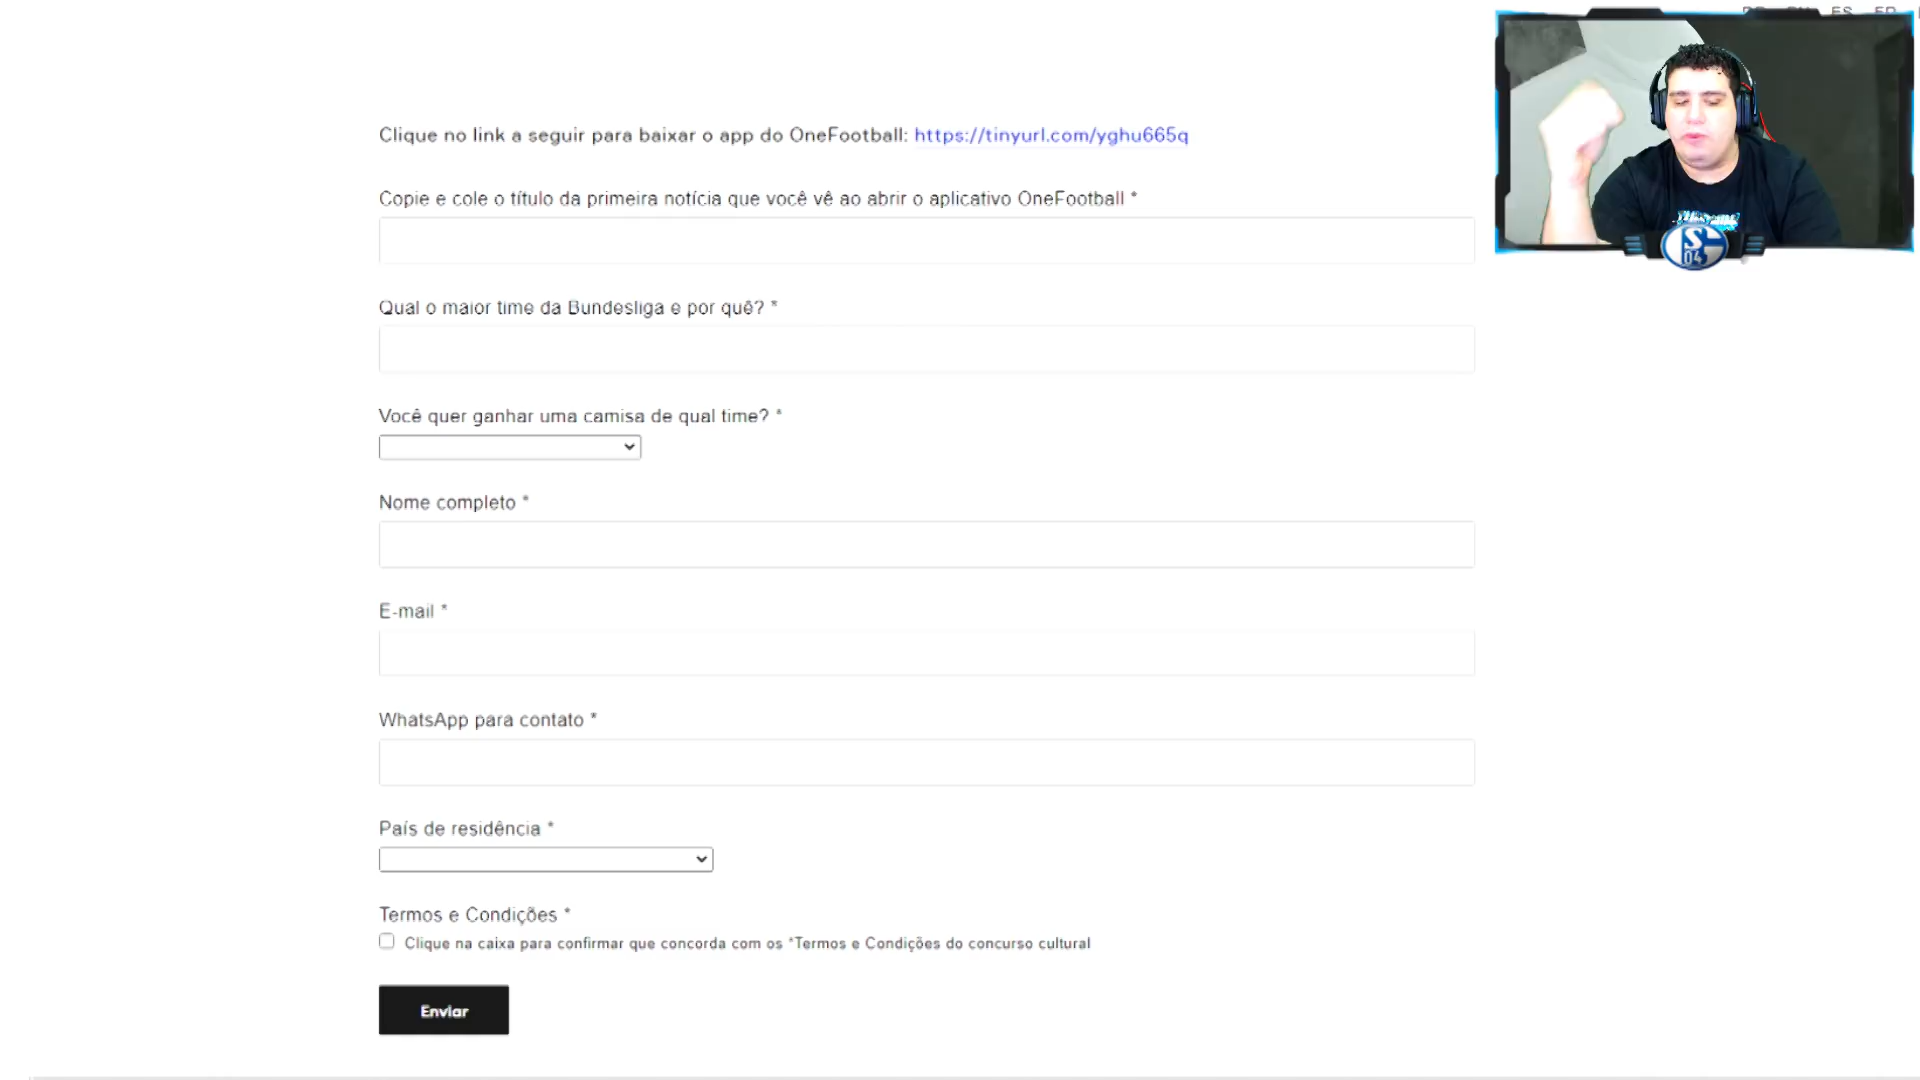 ES
Clique no link a seguir para baixar o app do OneFootball: https://tinyurl.com/yghu665q
Copie e cole o título da primeira notícia que você vê ao abrir o aplicativo OneFootball *
Qual o maior time da Bundesliga e por quê? *
Você quer ganhar uma camisa de qual time? *
Nome completo *
E-mail *
WhatsApp para contato *
País de residência *
Termos e Condições *
Clique na caixa para confirmar que concorda com os *Termos e Condições do concurso cultural
Enviar
S
04